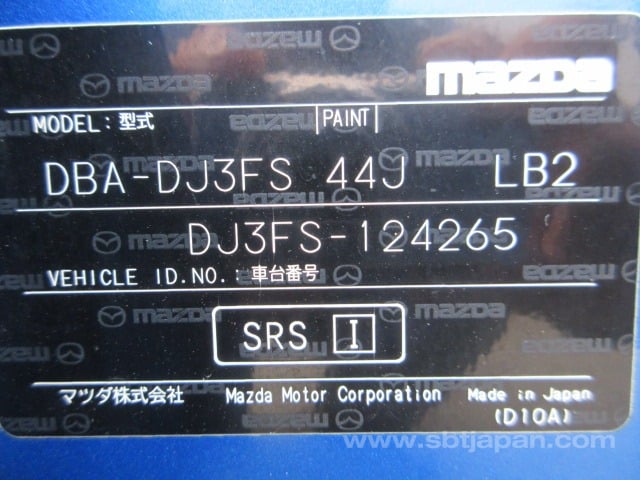 mazda
MODEL: 型式 PAINT
DBA-DJ3FS 44J LB2
DJ3FS-124265
VEHICLE ID.NO.: 車台番号
SRS I
マツダ株式会社 Mazda Motor Corporation Made in Japan
(D10A)
www.sbtjapan.com